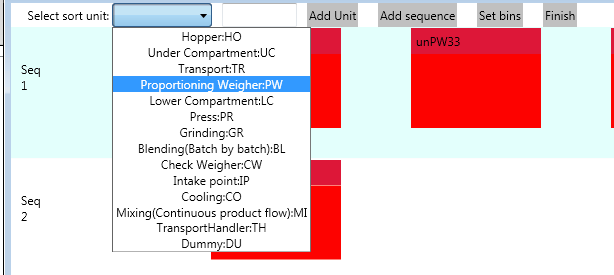 Select sort unit: Add Unit Add sequence Set bins Finish
Hopper:HO
unPW33
Under Compartment:UC
Seq
1
Transport:TR
Proportioning Weigher:PW
Lower Compartment:LC
Press:PR
Grinding:GR
Blending(Batch by batch):BL
Check Weigher:CW
Intake point:IP
Seq
2
Cooling:CO
Mixing(Continuous product flow):MI
TransportHandler:TH
Dummy:DU